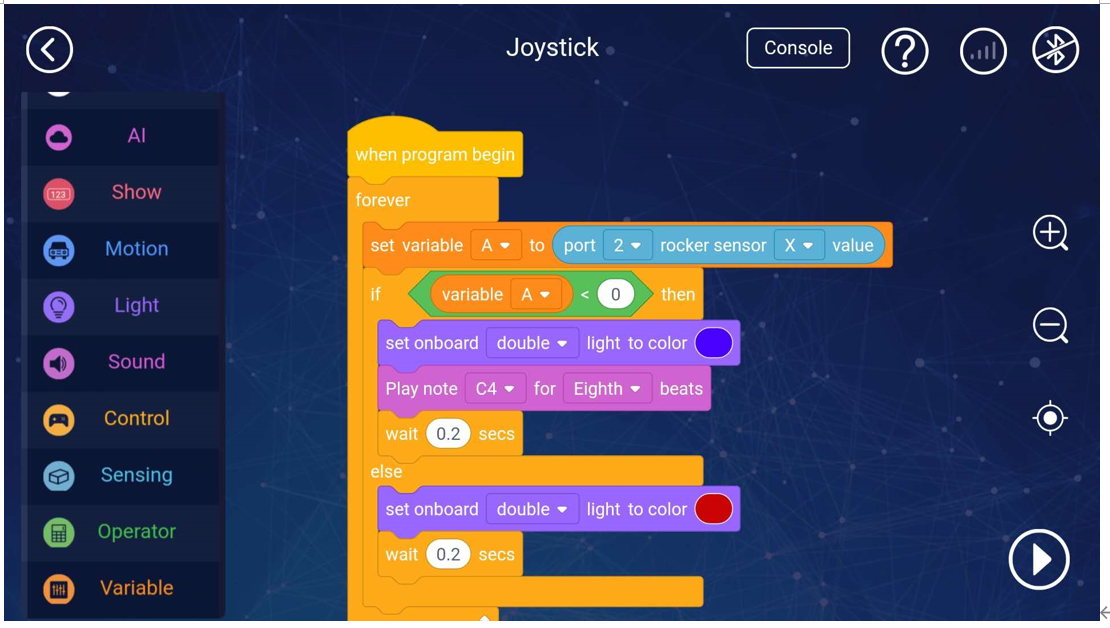 Joystick
Console
?
AI
123
Show
Motion
Light
Sound
Control
Sensing
Operator
Variable
when program begin
forever
set variable A to port 2 rocker sensor X value
if variable A < 0 then
set onboard double light to color
Play note C4 for Eighth beats
wait 0.2 secs
else
set onboard double light to color
wait 0.2 secs